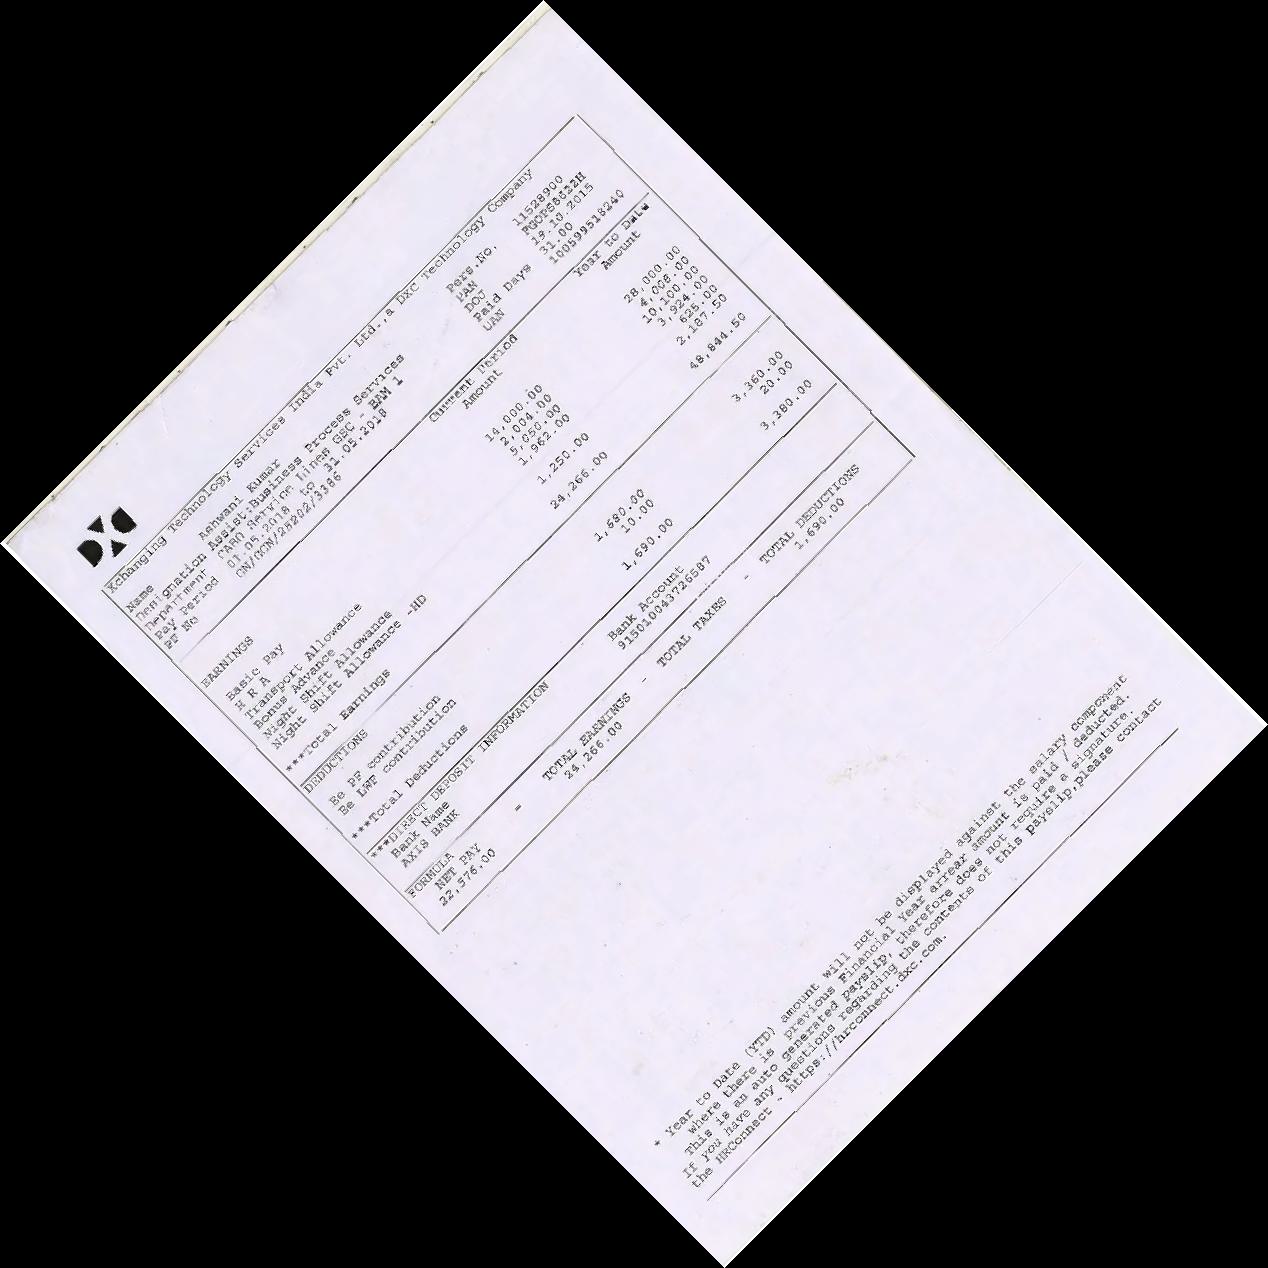 DXC
Xchanging Technology Services India Pvt. Ltd.,a DXC Technology Company
Name Ashwani Kumar Pers.No. 11528900
Designation Assist:Business Process Services PAN
Department CARO Service Lines GSC - BAM 1 DOJ 19.10.2015
Pay Period 01.05.2018 to 31.05.2018 Paid Days 31.00
PF No GN/GGN/28202/3386 UAN 100599518240
EARNINGS Current Period Year to Date
Amount Amount
Basic Pay 14,000.00 28,000.00
H R A 2,004.00 4,008.00
Transport Allowance 5,050.00 10,100.00
Bonus Advance 1,962.00 3,924.00
Night Shift Allowance 625.00
Night Shift Allowance -HD 1,250.00 2,187.50
***Total Earnings 24,266.00 48,844.50
DEDUCTIONS
Ee PF contribution 1,680.00 3,360.00
Ee LWF contribution 10.00 20.00
***Total Deductions 1,690.00 3,380.00
***DIRECT DEPOSIT INFORMATION
Bank Name Bank Account
AXIS BANK 915010043726587
FORMULA
NET PAY = TOTAL EARNINGS - TOTAL TAXES - TOTAL DEDUCTIONS
22,576.00 24,266.00 1,690.00
* Year to Date (YTD) amount will not be displayed against the salary component
where there is previous Financial Year arrear amount is paid / deducted.
This is an auto generated payslip, therefore does not require a signature.
If you have any questions regarding the contents of this payslip,please contact
the HRConnect - https://hrconnect.dxc.com.